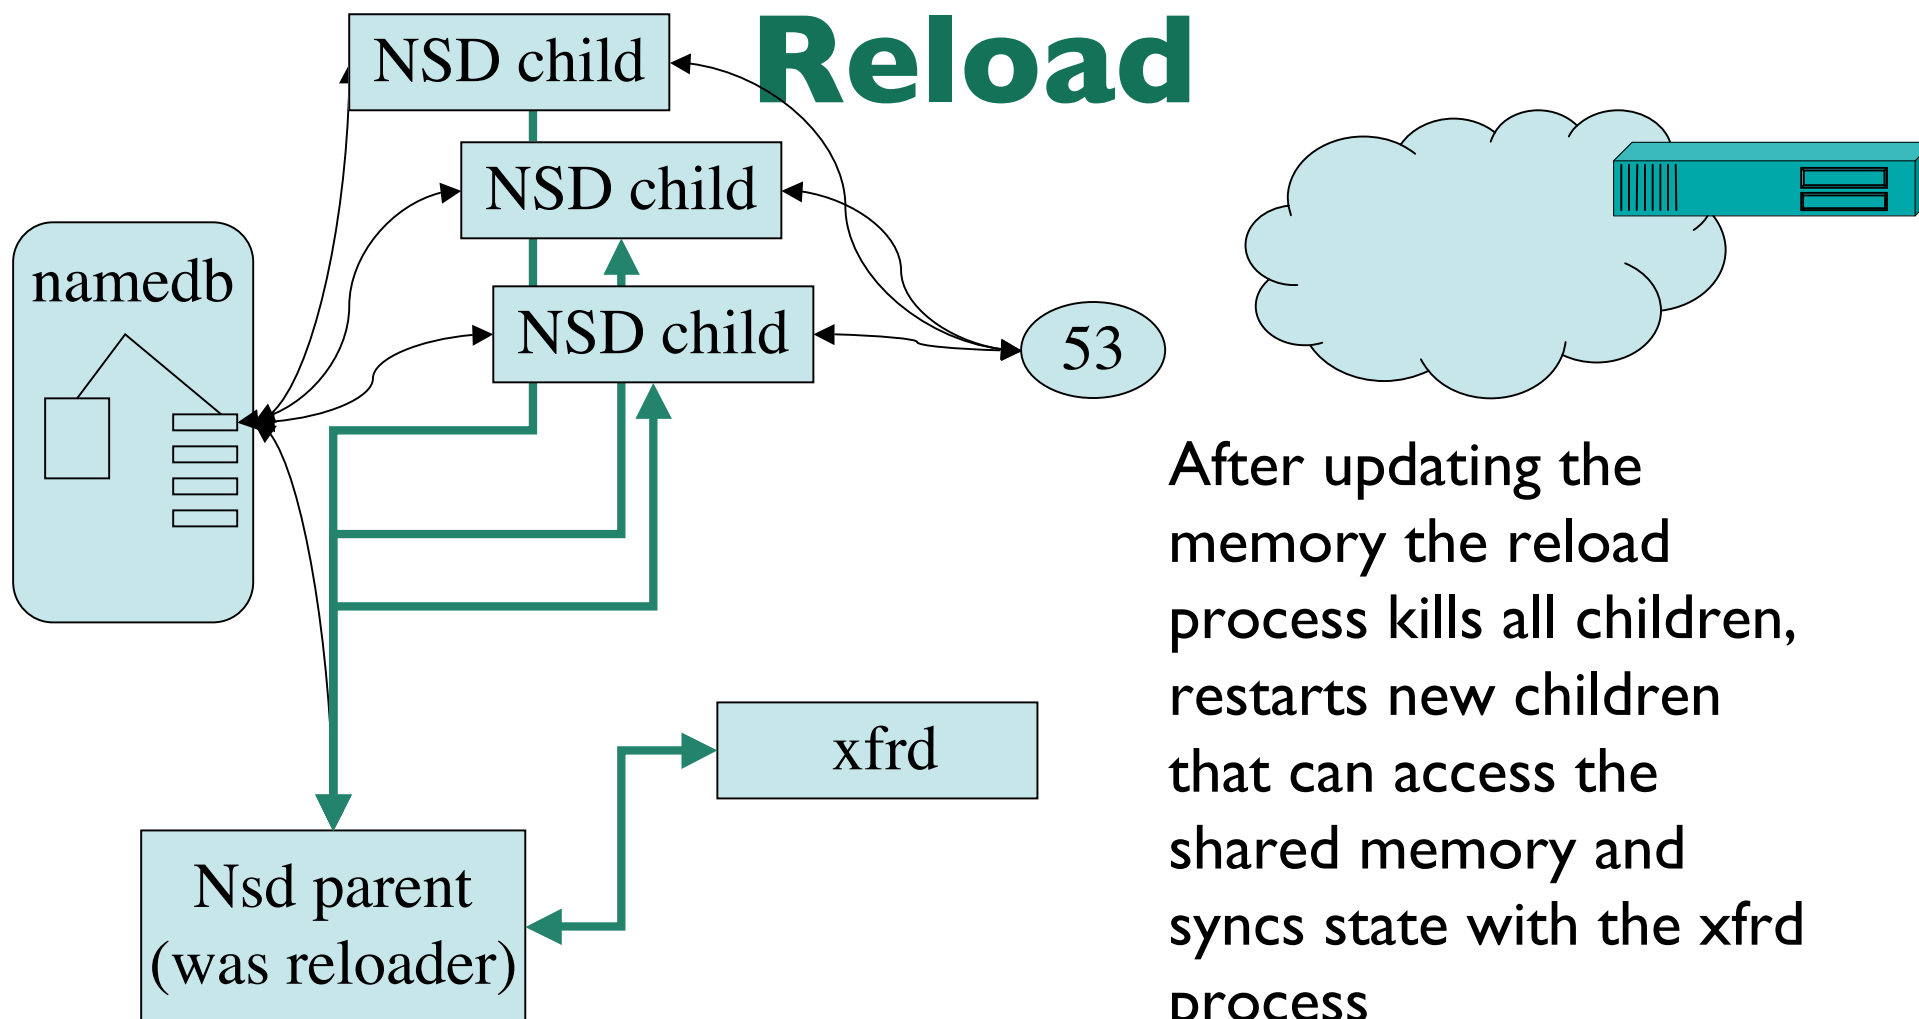 Reload
NSD child
NSD child
NSD child
namedb
53
xfrd
Nsd parent
(was reloader)
After updating the
memory the reload
process kills all children,
restarts new children
that can access the
shared memory and
syncs state with the xfrd
process